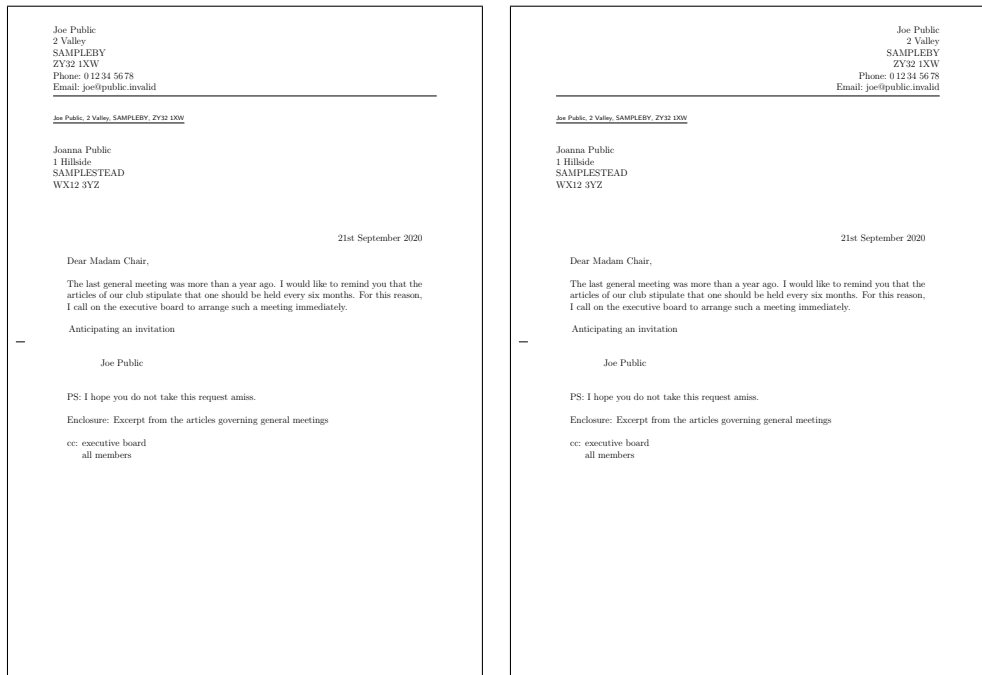 Joe Public
2 Valley
SAMPLEBY
ZY32 1XW
Phone: 0 12 34 56 78
Email: joe@public.invalid
Joe Public, 2 Valley, SAMPLEBY, ZY32 1XW
Joanna Public
1 Hillside
SAMPLESTEAD
WX12 3YZ
21st September 2020
Dear Madam Chair,
The last general meeting was more than a year ago. I would like to remind you that the
articles of our club stipulate that one should be held every six months. For this reason,
I call on the executive board to arrange such a meeting immediately.
Anticipating an invitation
Joe Public
PS: I hope you do not take this request amiss.
Enclosure: Excerpt from the articles governing general meetings
cc: executive board
all members
Joe Public
2 Valley
SAMPLEBY
ZY32 1XW
Phone: 0 12 34 56 78
Email: joe@public.invalid
Joe Public, 2 Valley, SAMPLEBY, ZY32 1XW
Joanna Public
1 Hillside
SAMPLESTEAD
WX12 3YZ
21st September 2020
Dear Madam Chair,
The last general meeting was more than a year ago. I would like to remind you that the
articles of our club stipulate that one should be held every six months. For this reason,
I call on the executive board to arrange such a meeting immediately.
Anticipating an invitation
Joe Public
PS: I hope you do not take this request amiss.
Enclosure: Excerpt from the articles governing general meetings
cc: executive board
all members